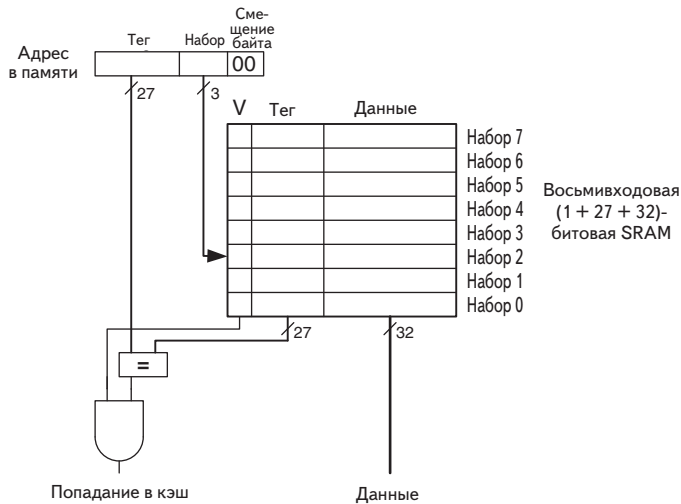 Адрес
в памяти
Тег
Набор
Сме-
щение
байта
00
27
3
V
Тег
Данные
Набор 7
Набор 6
Набор 5
Набор 4
Набор 3
Набор 2
Набор 1
Набор 0
Восьмивходовая
(1 + 27 + 32)-
битовая SRAM
27
32
=
Попадание в кэш
Данные